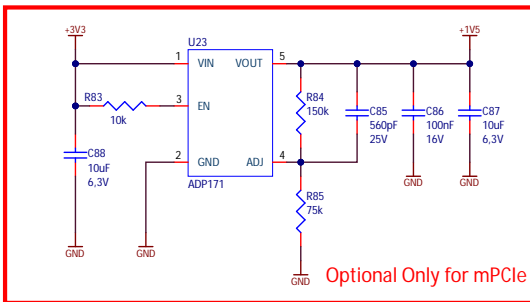 +3V3
+1V5
U23
1
VIN
VOUT
5
R83
10k
3
EN
R84
150k
C85
560pF
25V
C86
100nF
16V
C87
10uF
6,3V
C88
10uF
6,3V
2
GND
ADJ
4
ADP171
R85
75k
GND
GND
GND
GND
GND
Optional Only for mPCIe